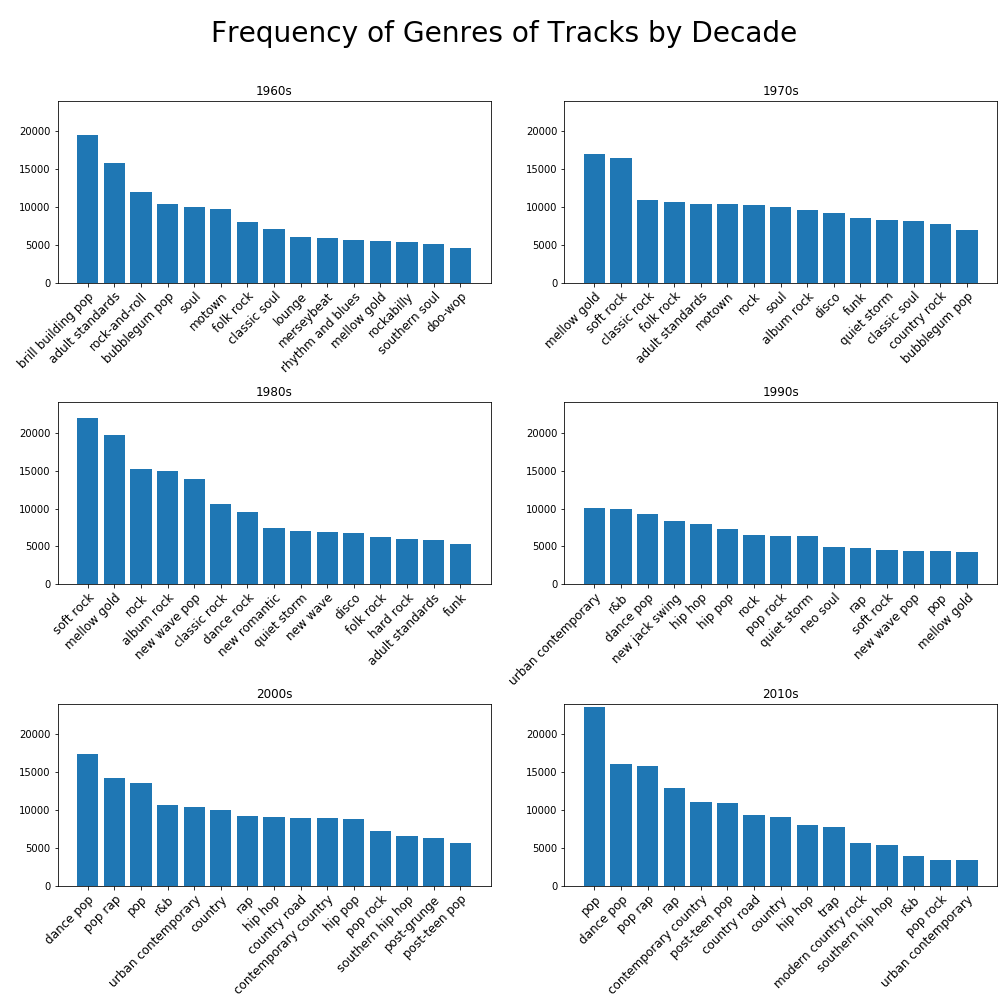 Frequency of Genres of Tracks by Decade
1960s
20000
15000
10000
5000
0
brill building pop
adult standards
rock-and-roll
bubblegum pop
soul
motown
folk rock
classic soul
lounge
merseybeat
rhythm and blues
mellow gold
rockabilly
southern soul
doo-wop
1970s
20000
15000
10000
5000
0
mellow gold
soft rock
classic rock
folk rock
adult standards
motown
rock
soul
album rock
disco
funk
quiet storm
classic soul
country rock
bubblegum pop
1980s
20000
15000
10000
5000
0
soft rock
mellow gold
rock
album rock
new wave pop
classic rock
dance rock
new romantic
quiet storm
new wave
disco
folk rock
hard rock
adult standards
funk
1990s
20000
15000
10000
5000
0
urban contemporary
r&b
dance pop
new jack swing
hip hop
hip pop
rock
pop rock
quiet storm
neo soul
rap
soft rock
new wave pop
pop
mellow gold
2000s
20000
15000
10000
5000
0
dance pop
pop rap
pop
r&b
urban contemporary
country
rap
hip hop
country road
contemporary country
hip pop
pop rock
southern hip hop
post-grunge
post-teen pop
2010s
20000
15000
10000
5000
0
pop
dance pop
pop rap
rap
contemporary country
post-teen pop
country road
country
hip hop
trap
modern country rock
southern hip hop
r&b
pop rock
urban contemporary